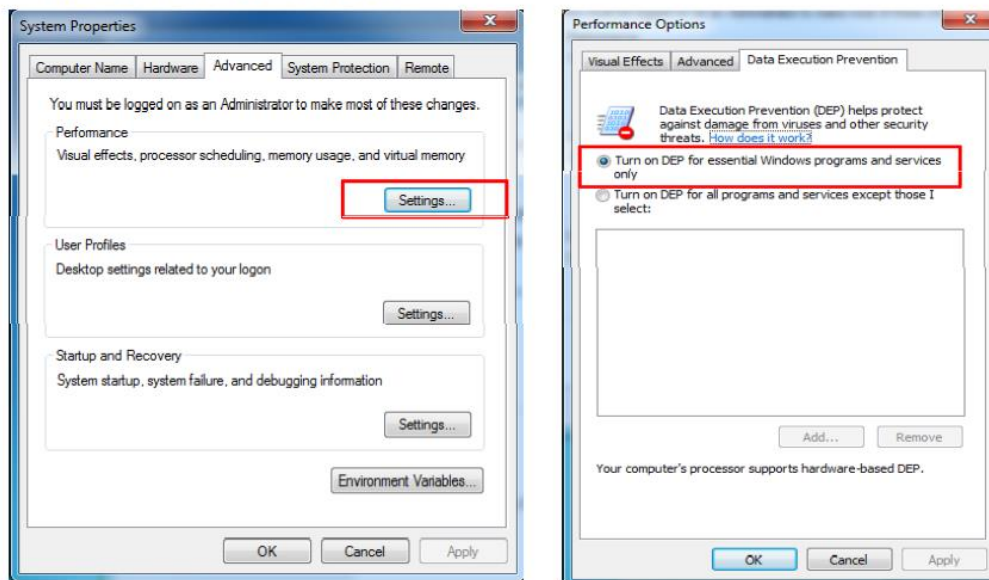 System Properties
Computer Name
Hardware
Advanced
System Protection
Remote
You must be logged on as an Administrator to make most of these changes.
Performance
Visual effects, processor scheduling, memory usage, and virtual memory
Settings...
User Profiles
Desktop settings related to your logon
Settings...
Startup and Recovery
System startup, system failure, and debugging information
Settings...
Environment Variables...
OK
Cancel
Apply
Performance Options
Visual Effects
Advanced
Data Execution Prevention
Data Execution Prevention (DEP) helps protect
against damage from viruses and other security
threats. How does it work?
Turn on DEP for essential Windows programs and services
only
Turn on DEP for all programs and services except those I
select:
Add...
Remove
Your computer's processor supports hardware-based DEP.
OK
Cancel
Apply